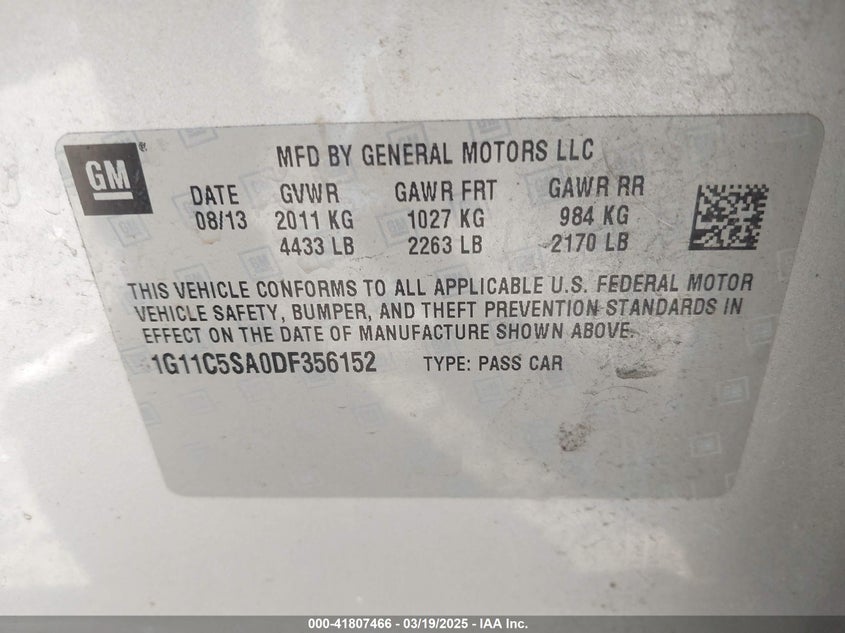 GM
MFD BY GENERAL MOTORS LLC
DATE GVWR GAWR FRT GAWR RR
08/13 2011 KG 1027 KG 984 KG
4433 LB 2263 LB 2170 LB
THIS VEHICLE CONFORMS TO ALL APPLICABLE U.S. FEDERAL MOTOR
VEHICLE SAFETY, BUMPER, AND THEFT PREVENTION STANDARDS IN
EFFECT ON THE DATE OF MANUFACTURE SHOWN ABOVE.
1G11C5SA0DF356152 TYPE: PASS CAR
000-41807466 - 03/19/2025 - IAA Inc.